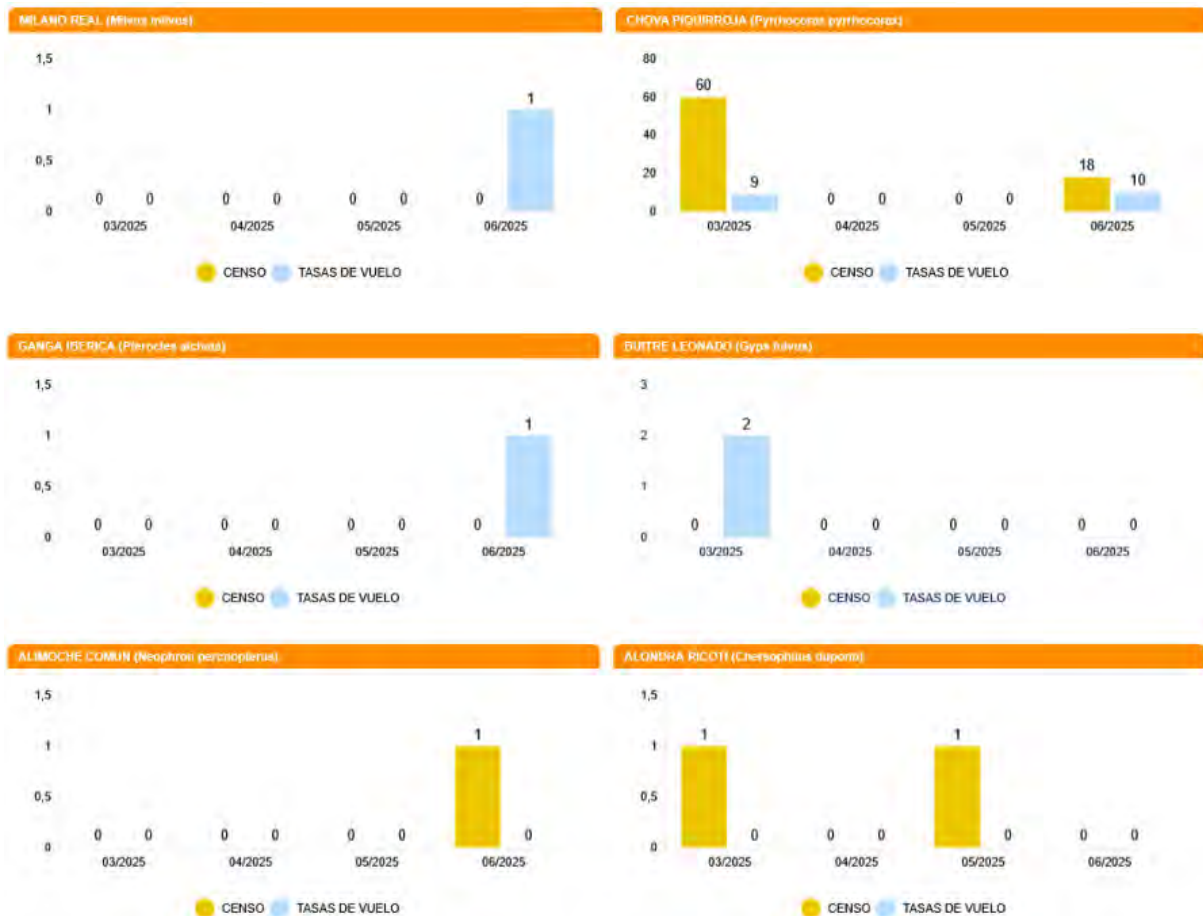 MILANO REAL (Milvus milvus)
1,5
1
0,5
0
0 0 0 0 0 0 0 1
03/2025 04/2025 05/2025 06/2025
CENSO TASAS DE VUELO
CHOVA PIQUIRROJA (Pyrrhocorax pyrrhocorax)
80
60
40
20
0
60 9 0 0 0 0 18 10
03/2025 04/2025 05/2025 06/2025
CENSO TASAS DE VUELO
GANGA IBERICA (Pterocles alchata)
1,5
1
0,5
0
0 0 0 0 0 0 0 1
03/2025 04/2025 05/2025 06/2025
CENSO TASAS DE VUELO
BUITRE LEONADO (Gyps fulvus)
3
2
1
0
0 2 0 0 0 0 0 0
03/2025 04/2025 05/2025 06/2025
CENSO TASAS DE VUELO
ALIMOCHE COMUN (Neophron percnopterus)
1,5
1
0,5
0
0 0 0 0 0 0 1 0
03/2025 04/2025 05/2025 06/2025
CENSO TASAS DE VUELO
ALONDRA RICOTI (Chersophilus duponti)
1,5
1
0,5
0
1 0 0 0 1 0 0 0
03/2025 04/2025 05/2025 06/2025
CENSO TASAS DE VUELO